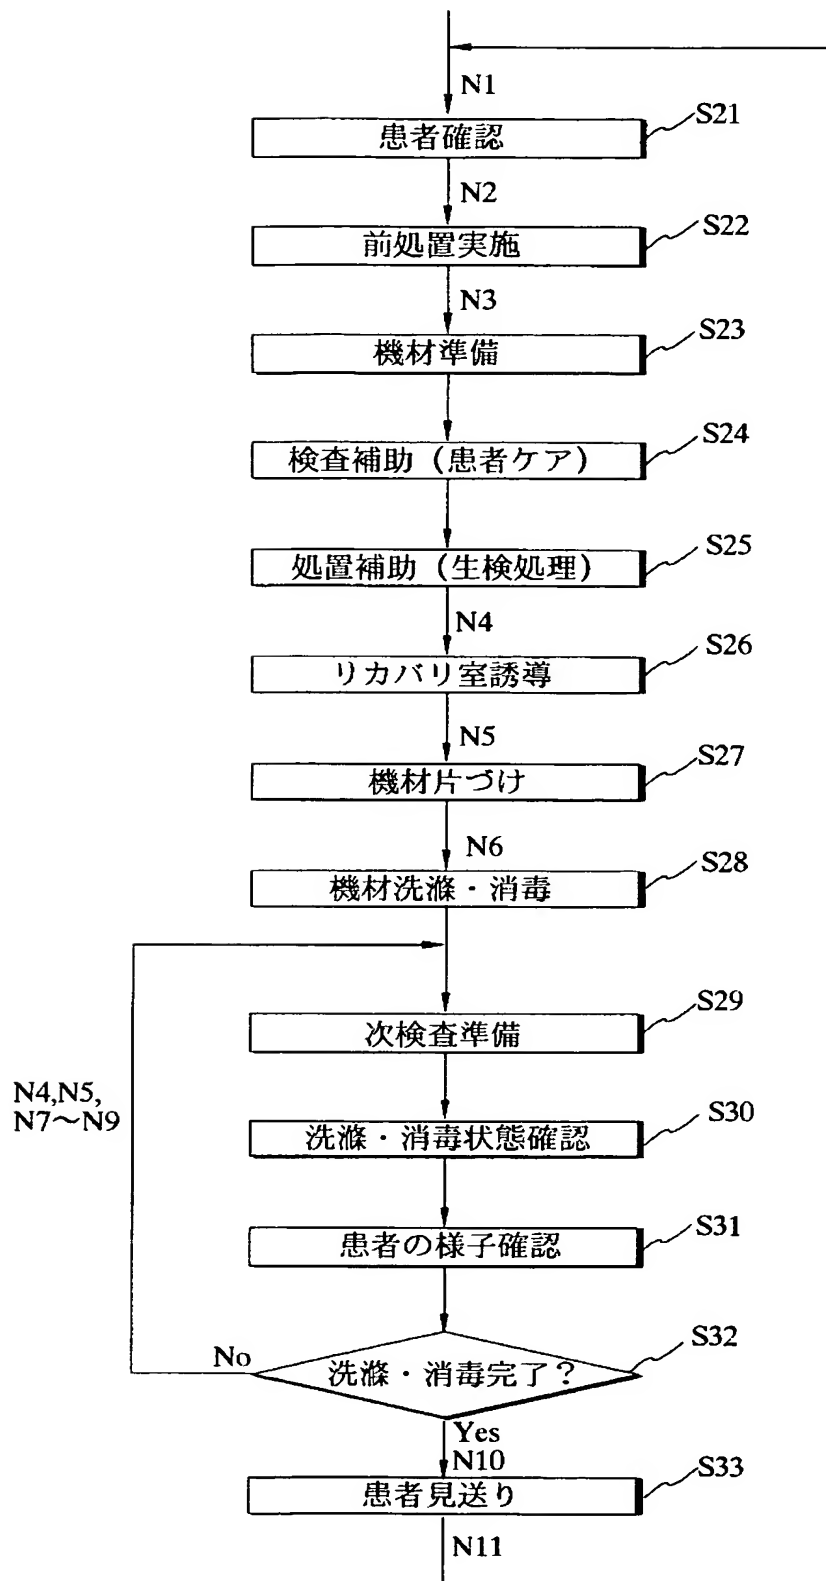 N1
S21
患者確認
N2
S22
前処置実施
N3
S23
機材準備
S24
検査補助（患者ケア）
S25
処置補助（生検処理）
N4
S26
リカバリ室誘導
N5
S27
機材片づけ
N6
S28
機材洗滌・消毒
S29
次検査準備
N4,N5,
N7～N9
S30
洗滌・消毒状態確認
S31
患者の様子確認
S32
No
洗滌・消毒完了？
Yes
N10
S33
患者見送り
N11